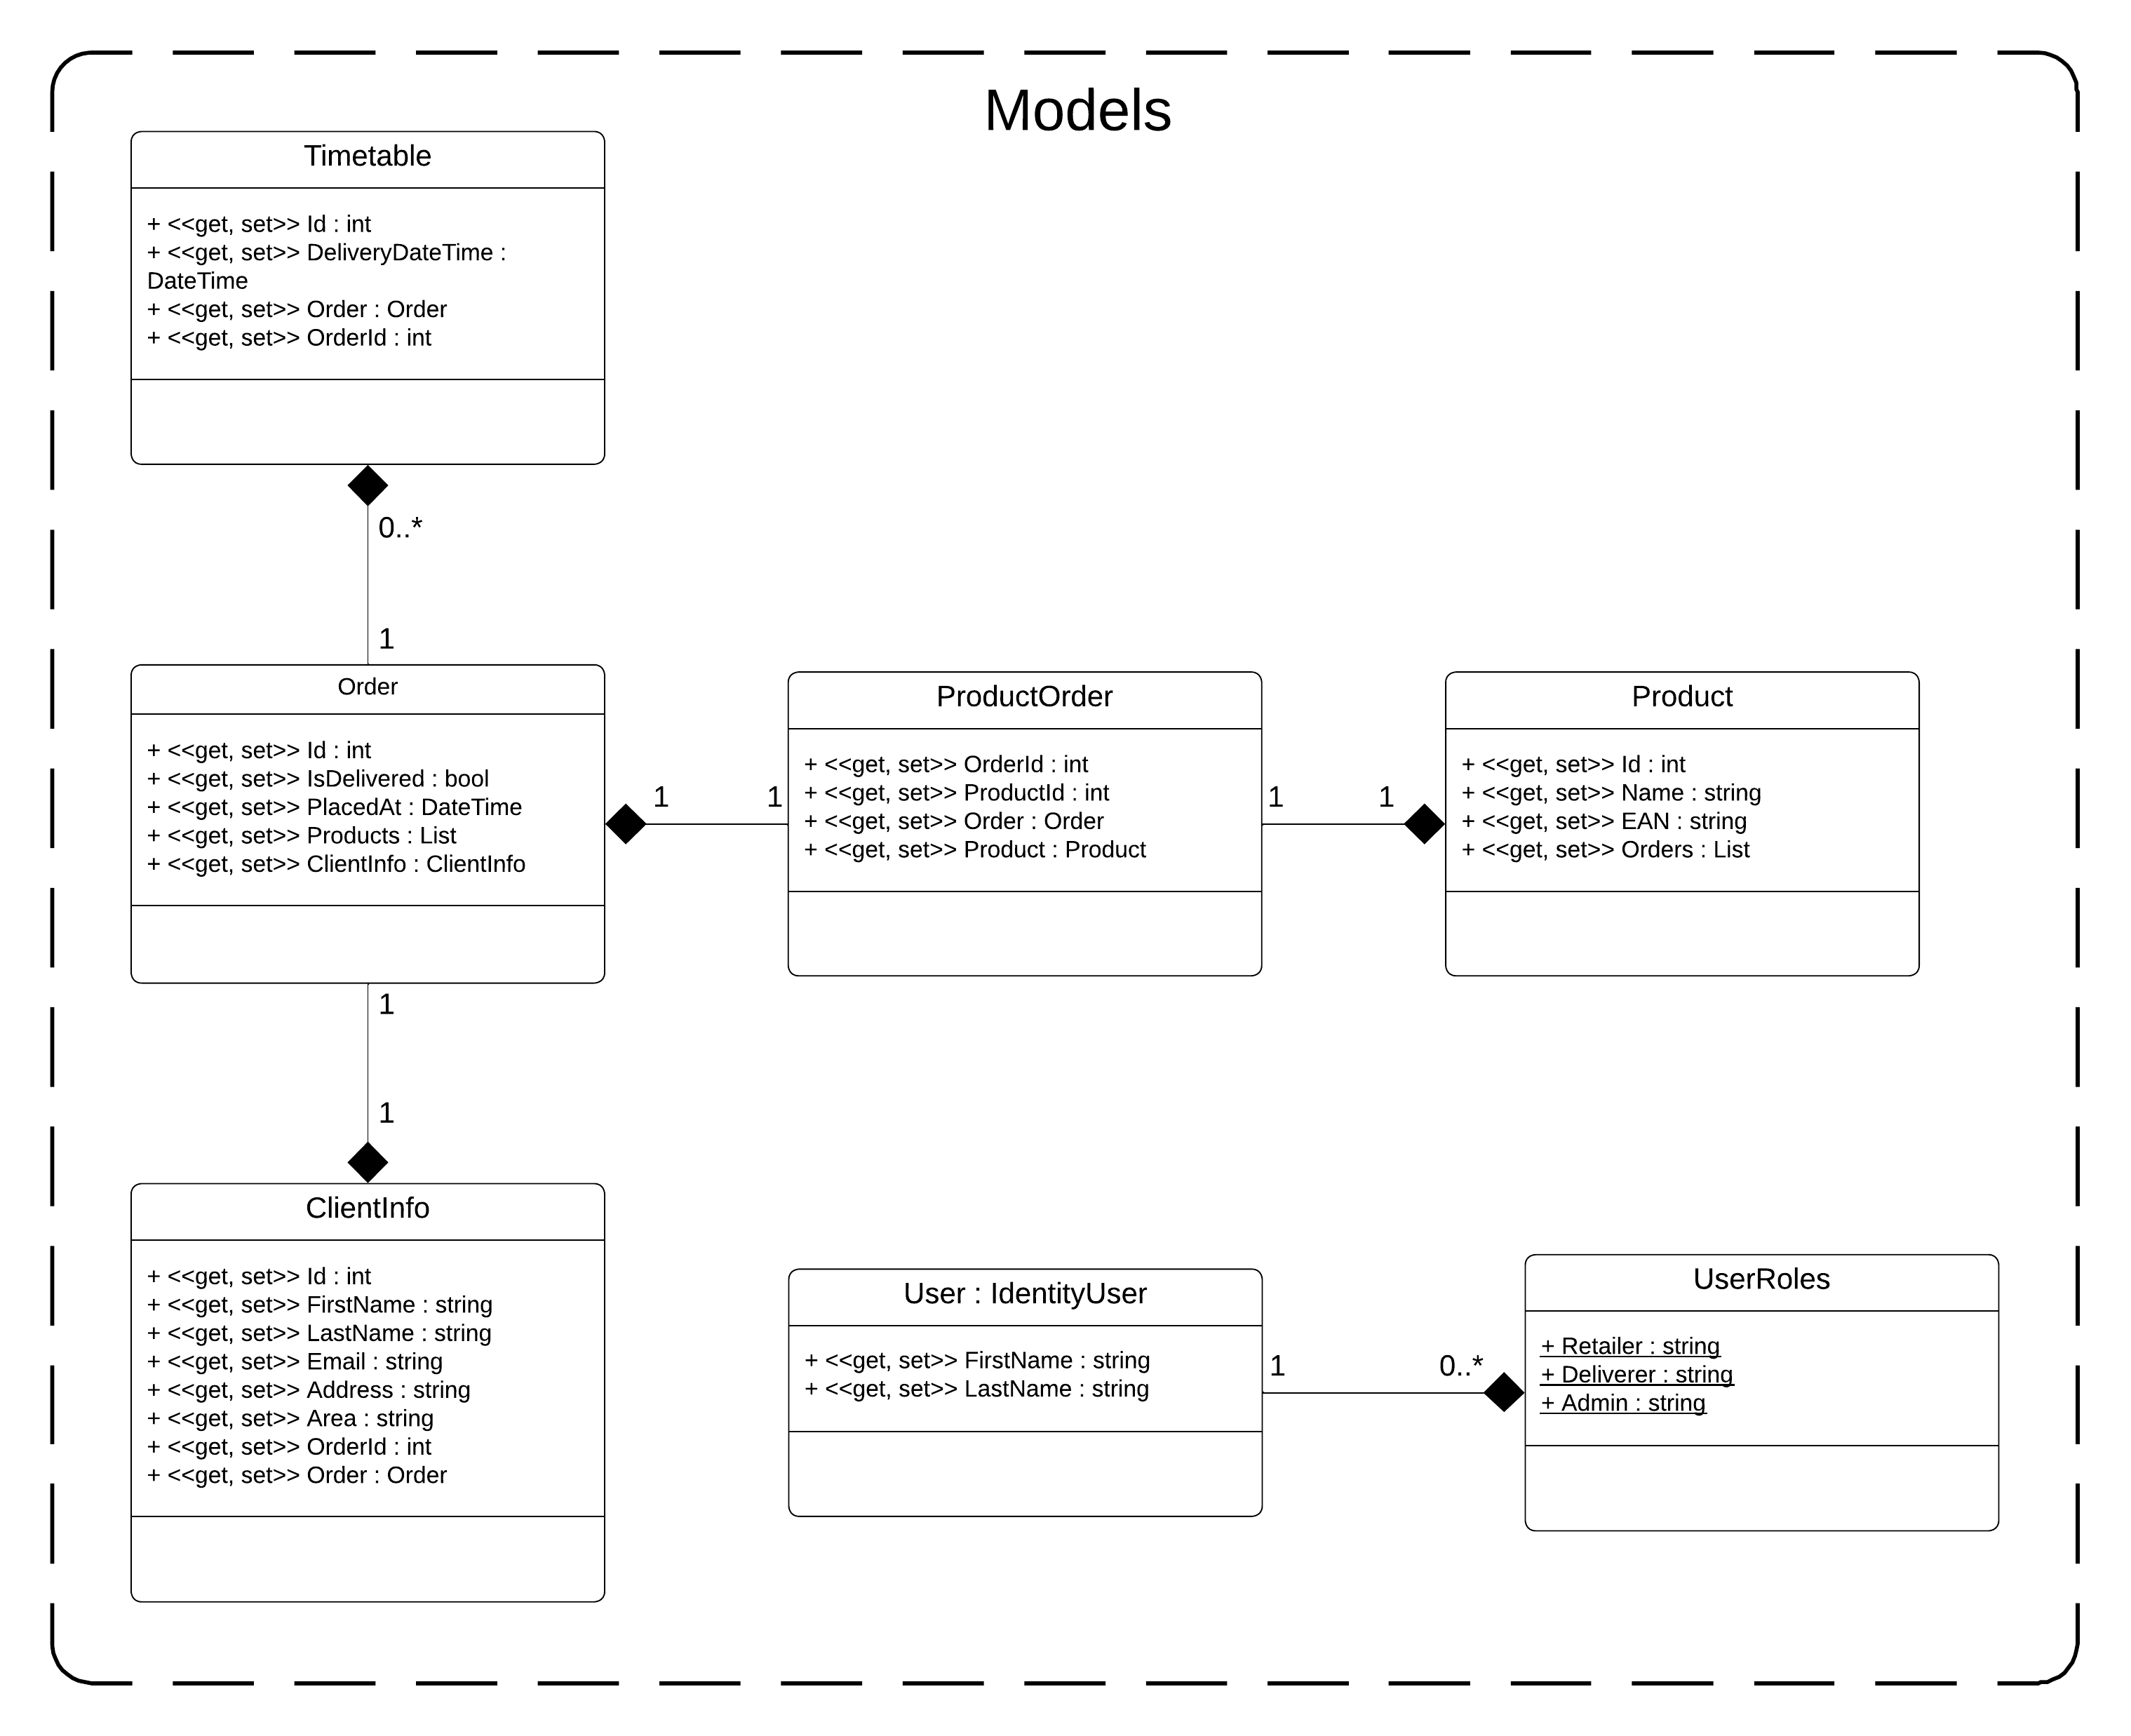 Models
Timetable
+ <<get, set>> Id : int
+ <<get, set>> DeliveryDateTime :
DateTime
+ <<get, set>> Order : Order
+ <<get, set>> OrderId : int
0..*
1
Order
+ <<get, set>> Id : int
+ <<get, set>> IsDelivered : bool
+ <<get, set>> PlacedAt : DateTime
+ <<get, set>> Products : List
+ <<get, set>> ClientInfo : ClientInfo
1
1
ProductOrder
+ <<get, set>> OrderId : int
+ <<get, set>> ProductId : int
+ <<get, set>> Order : Order
+ <<get, set>> Product : Product
1
1
Product
+ <<get, set>> Id : int
+ <<get, set>> Name : string
+ <<get, set>> EAN : string
+ <<get, set>> Orders : List
1
1
ClientInfo
+ <<get, set>> Id : int
+ <<get, set>> FirstName : string
+ <<get, set>> LastName : string
+ <<get, set>> Email : string
+ <<get, set>> Address : string
+ <<get, set>> Area : string
+ <<get, set>> OrderId : int
+ <<get, set>> Order : Order
User : IdentityUser
+ <<get, set>> FirstName : string
+ <<get, set>> LastName : string
1
0..*
UserRoles
+ Retailer : string
+ Deliverer : string
+ Admin : string